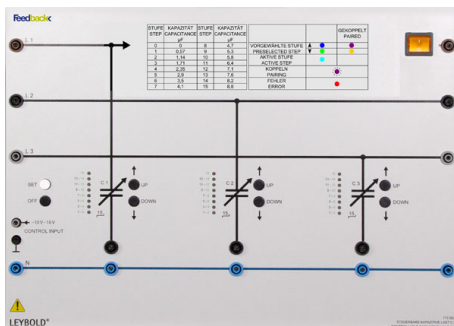 Feedback
STUFE STEP KAPAZITÄT CAPACITANCE µF STUFE STEP KAPAZITÄT CAPACITANCE µF
0 0 8 4,7
1 0,57 9 5,3
2 1,14 10 5,8
3 1,71 11 6,4
4 2,35 12 7,1
5 2,9 13 7,6
6 3,5 14 8,2
7 4,1 15 8,8
GEKOPPELT
PAIRED
VORGEWÄHLTE STUFE
PRESELECTED STEP
AKTIVE STUFE
ACTIVE STEP
KOPPELN
PAIRING
FEHLER
ERROR
L 1
L 2
L 3
SET
OFF
C 1
UP
DOWN
15
C 2
UP
DOWN
15
C 3
UP
DOWN
15
-10V-10V
CONTROL INPUT
N
LEYBOLD®